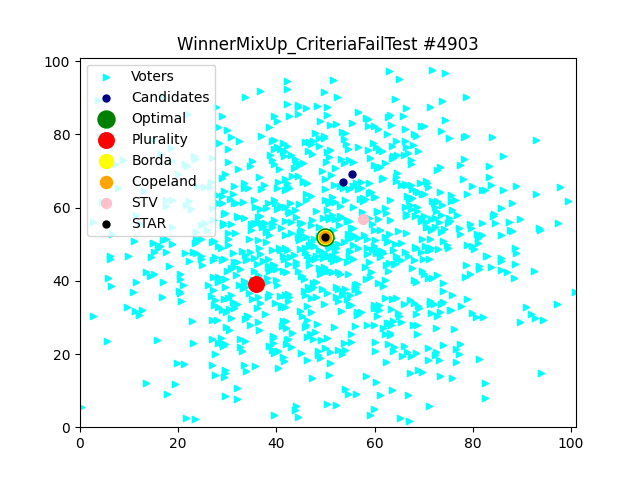 WinnerMixUp_CriteriaFailTest #4903
Voters
Candidates
Optimal
Plurality
Borda
Copeland
STV
STAR
100
80
60
40
20
0
0 20 40 60 80 100